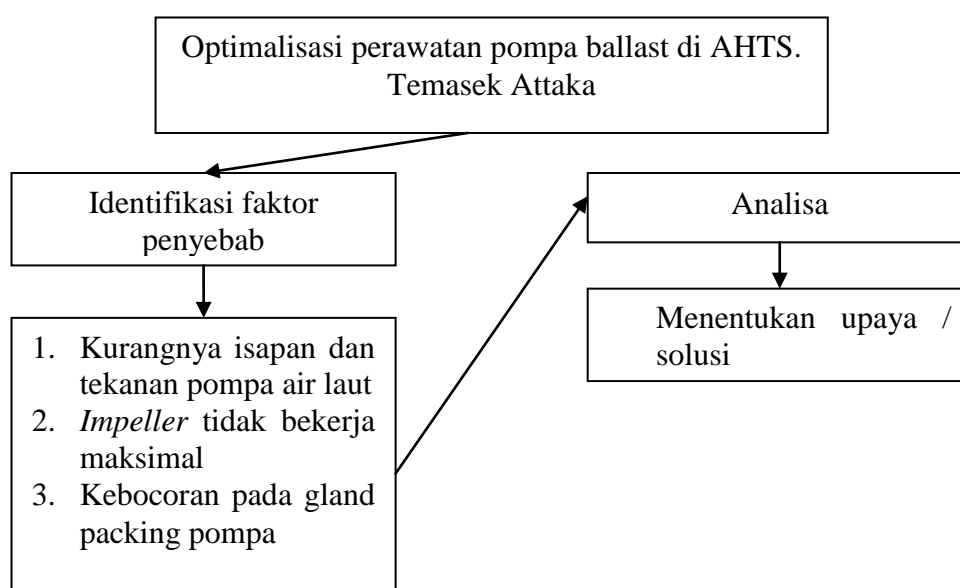 Optimalisasi perawatan pompa ballast di AHTS.
Temasek Attaka
Identifikasi faktor
penyebab
1. Kurangnya isapan dan
tekanan pompa air laut
2. Impeller tidak bekerja
maksimal
3. Kebocoran pada gland
packing pompa
Analisa
Menentukan upaya /
solusi